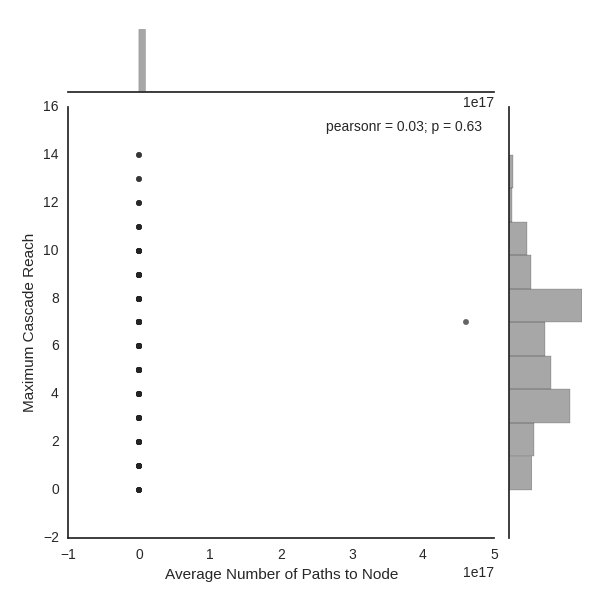 1e17
pearsonr = 0.03; p = 0.63
16
14
12
10
8
6
4
2
0
−2
Maximum Cascade Reach
−1 0 1 2 3 4 5
Average Number of Paths to Node
1e17